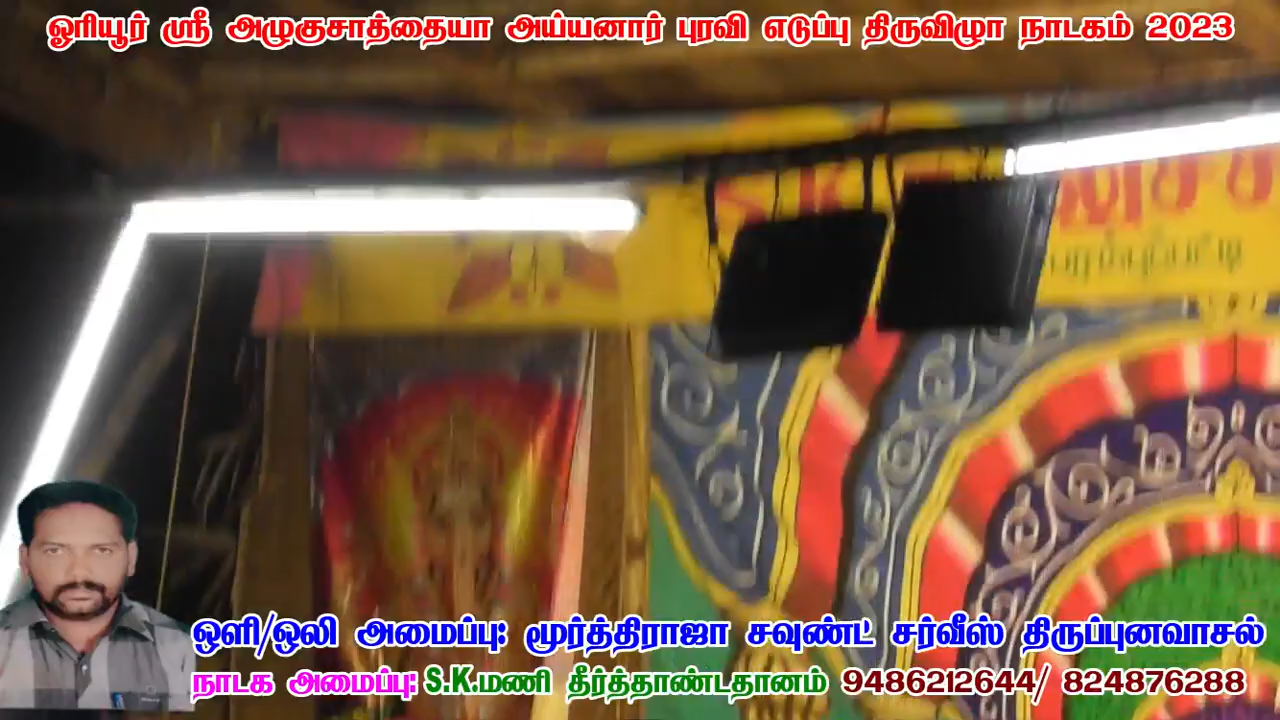 ஓரியூர் ஸ்ரீ அழுகுசாத்தையா அய்யனார் புரவி எடுப்பு திருவிழா நாடகம் 2023
S.K
ஒளி/ஒலி அமைப்பு: மூர்த்திராஜா சவுண்ட் சர்வீஸ் திருப்புனவாசல்
நாடக அமைப்பு: S.K.மணி தீர்த்தாண்டதானம் 9486212644/ 824876288